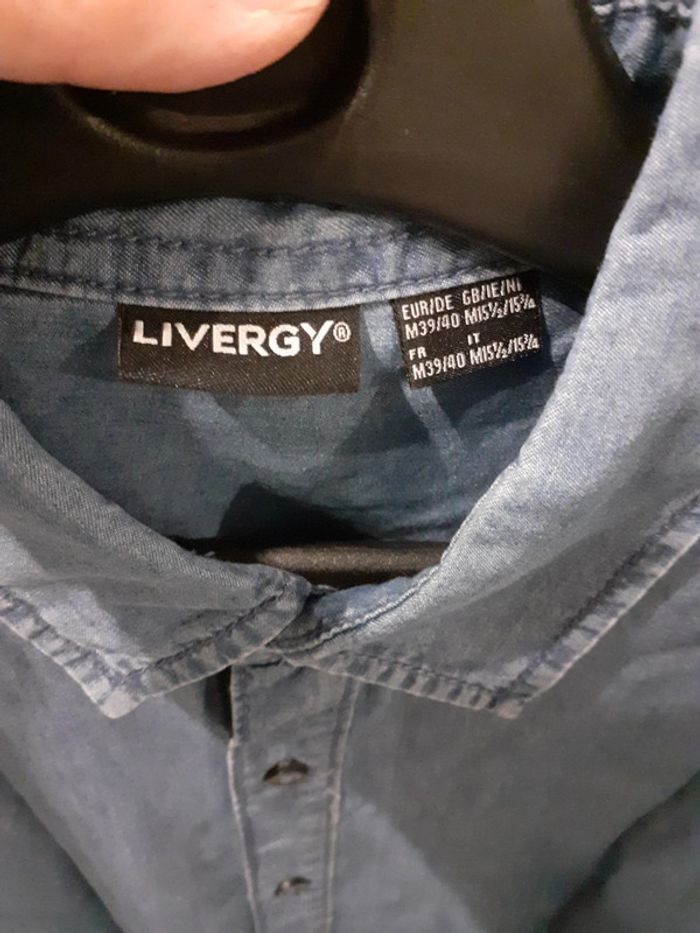 LIVERGY®
EUR/DE GB/IE/NI
M39/40 M15½/15¾
FR IT
M39/40 M15½/15¾